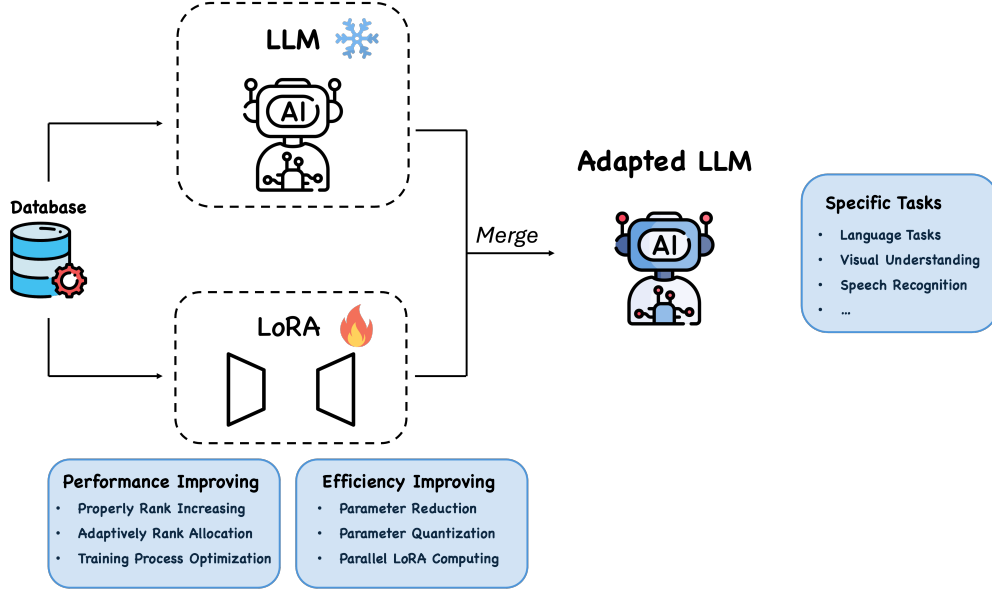 LLM
AI
Database
LoRA
Merge
Adapted LLM
AI
Specific Tasks
• Language Tasks
• Visual Understanding
• Speech Recognition
• ...
Performance Improving
• Properly Rank Increasing
• Adaptively Rank Allocation
• Training Process Optimization
Efficiency Improving
• Parameter Reduction
• Parameter Quantization
• Parallel LoRA Computing